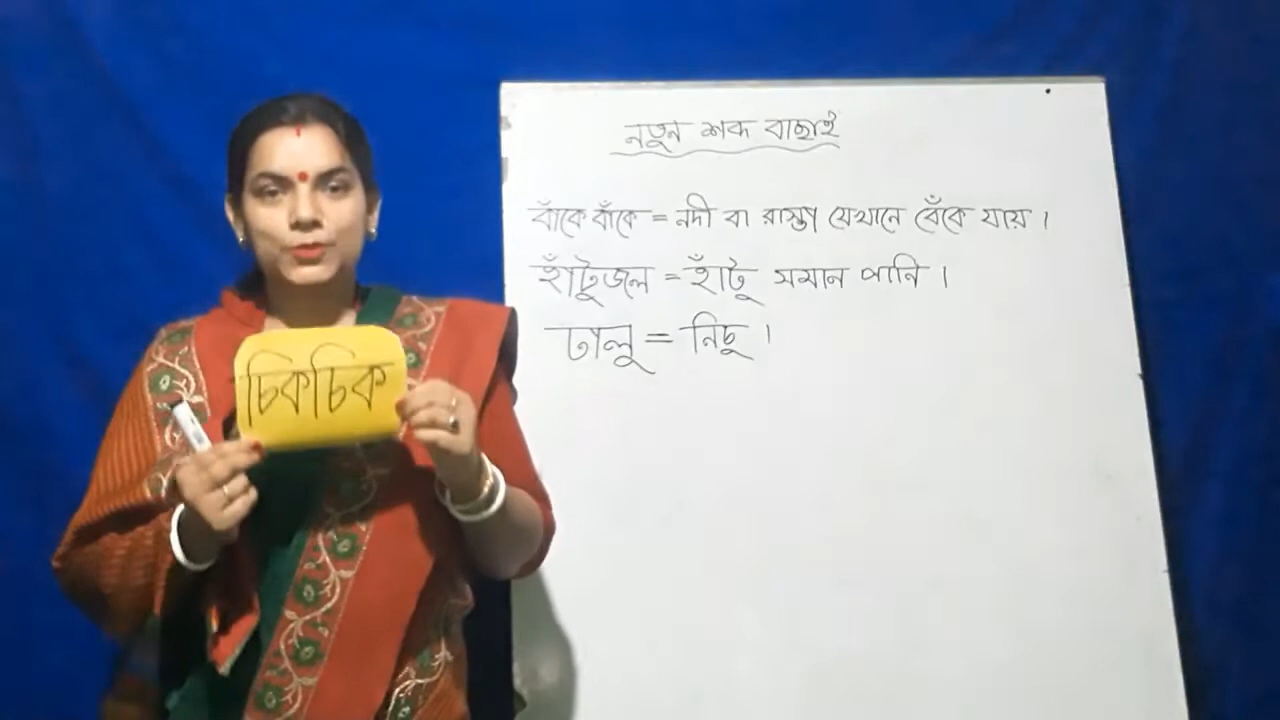 নতুন শব্দ বাছাই
বাঁকে বাঁকে = নদী বা রাস্তা যেখানে বেঁকে যায়।
হাঁটুজল = হাঁটু সমান পানি।
ঢালু = নিচু।
চিকচিক